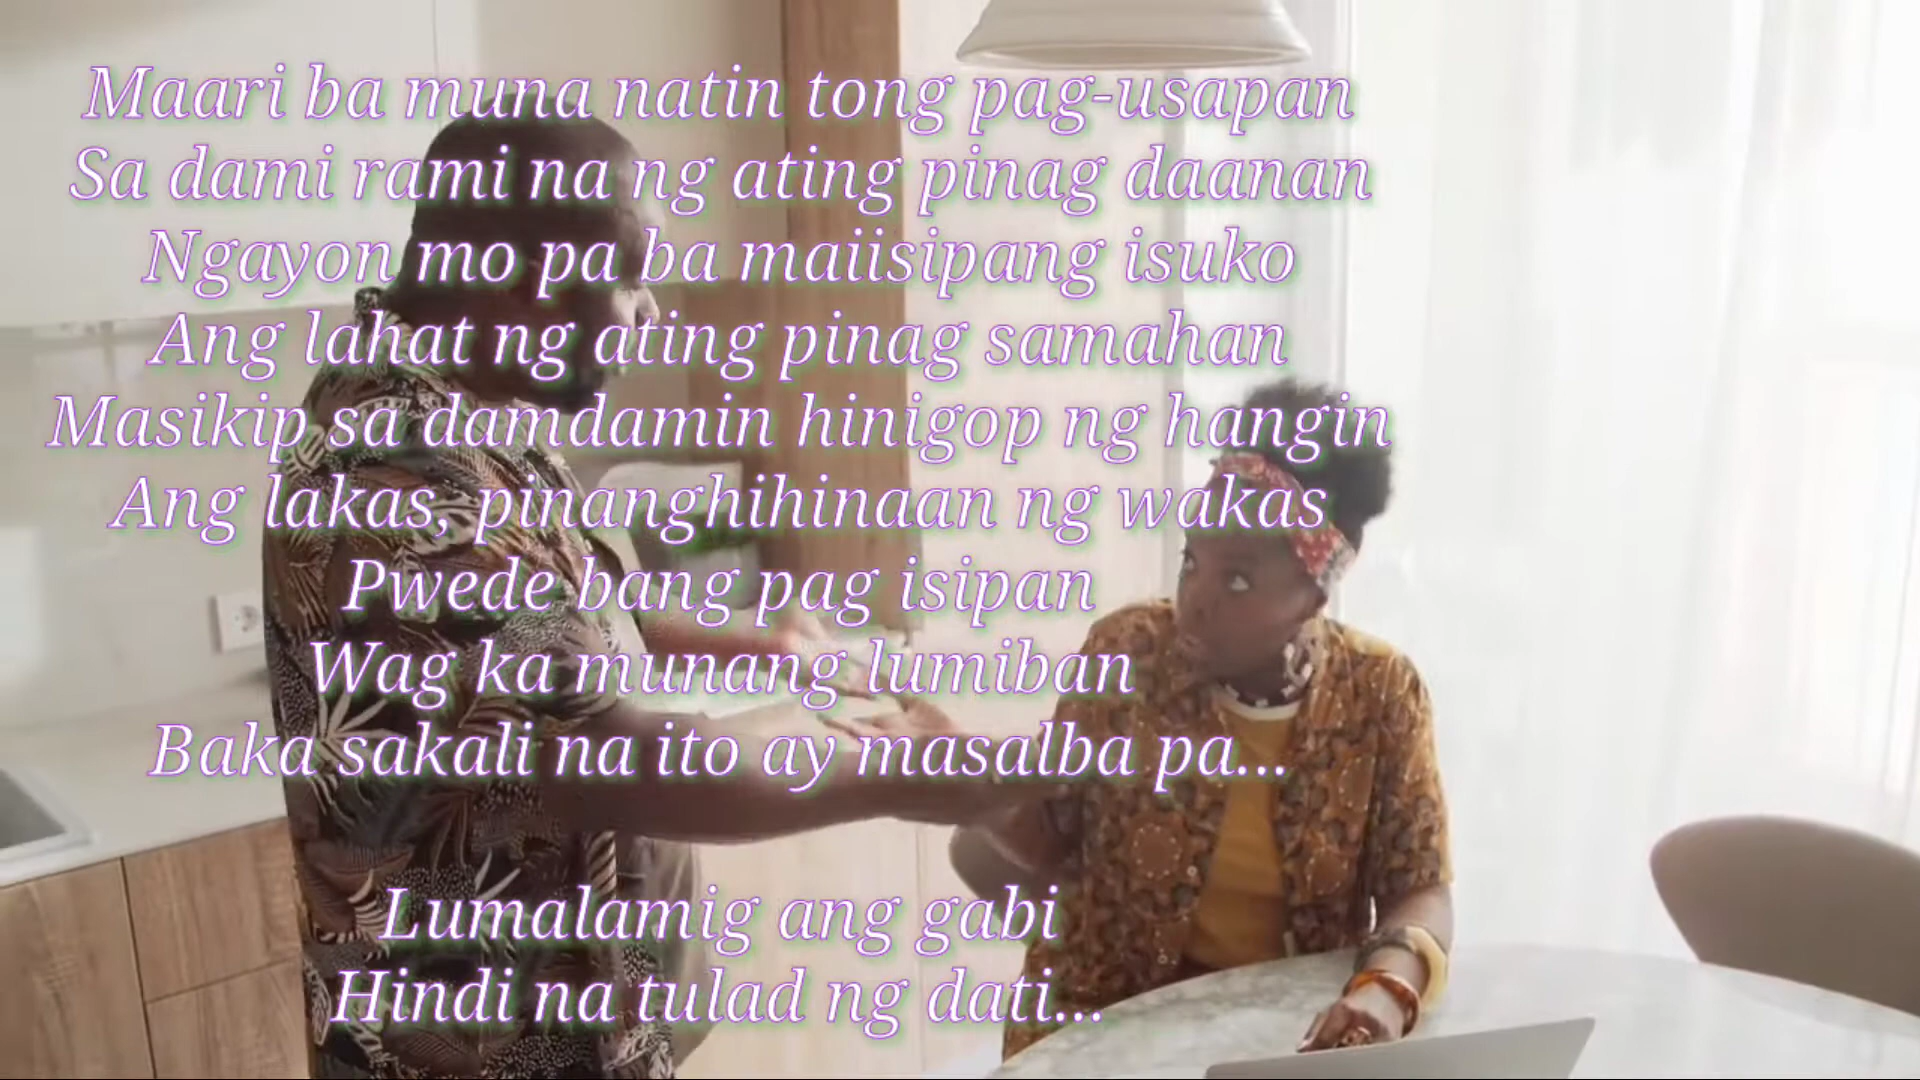 Maari ba muna natin tong pag-usapan
Sa dami rami na ng ating pinag daanan
Ngayon mo pa ba maiisipang isuko
Ang lahat ng ating pinag samahan
Masikip sa damdamin hinigop ng hangin
Ang lakas, pinanghihinaan ng wakas
Pwede bang pag isipan
Wag ka munang lumiban
Baka sakali na ito ay masalba pa...
Lumalamig ang gabi
Hindi na tulad ng dati...